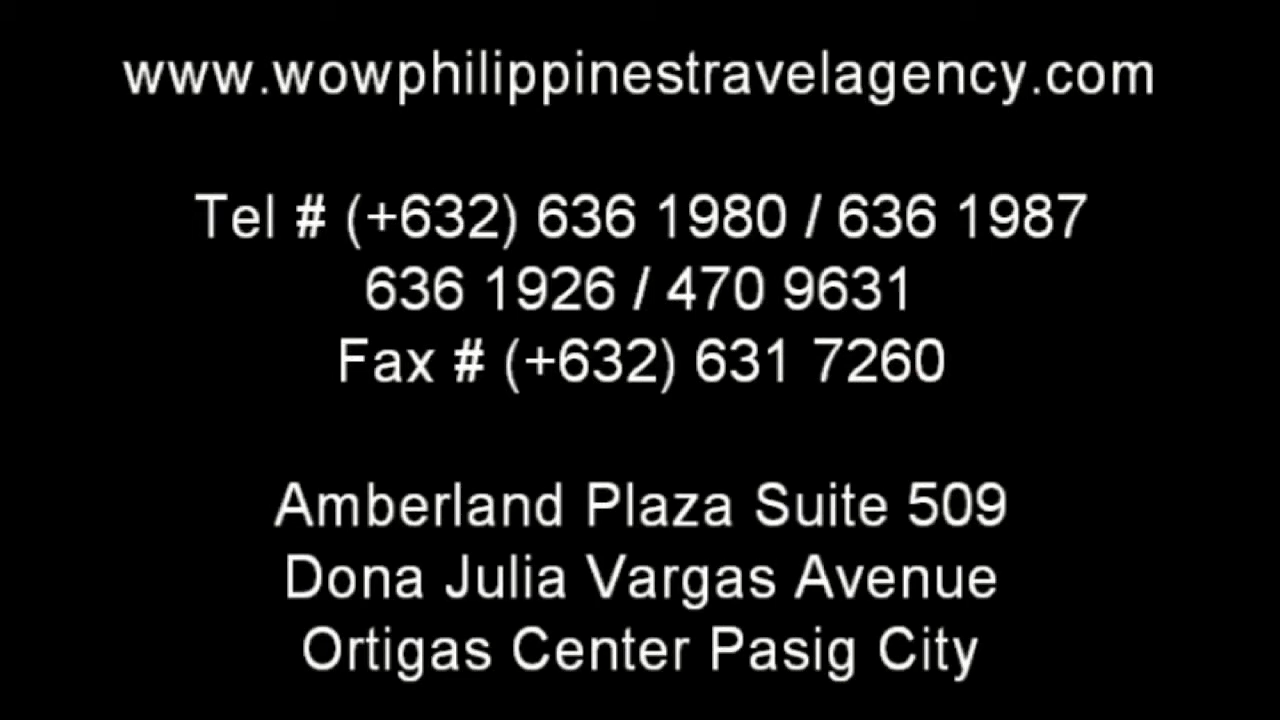 www.wowphilippinestravelagency.com
Tel # (+632) 636 1980 / 636 1987
636 1926 / 470 9631
Fax # (+632) 631 7260
Amberland Plaza Suite 509
Dona Julia Vargas Avenue
Ortigas Center Pasig City